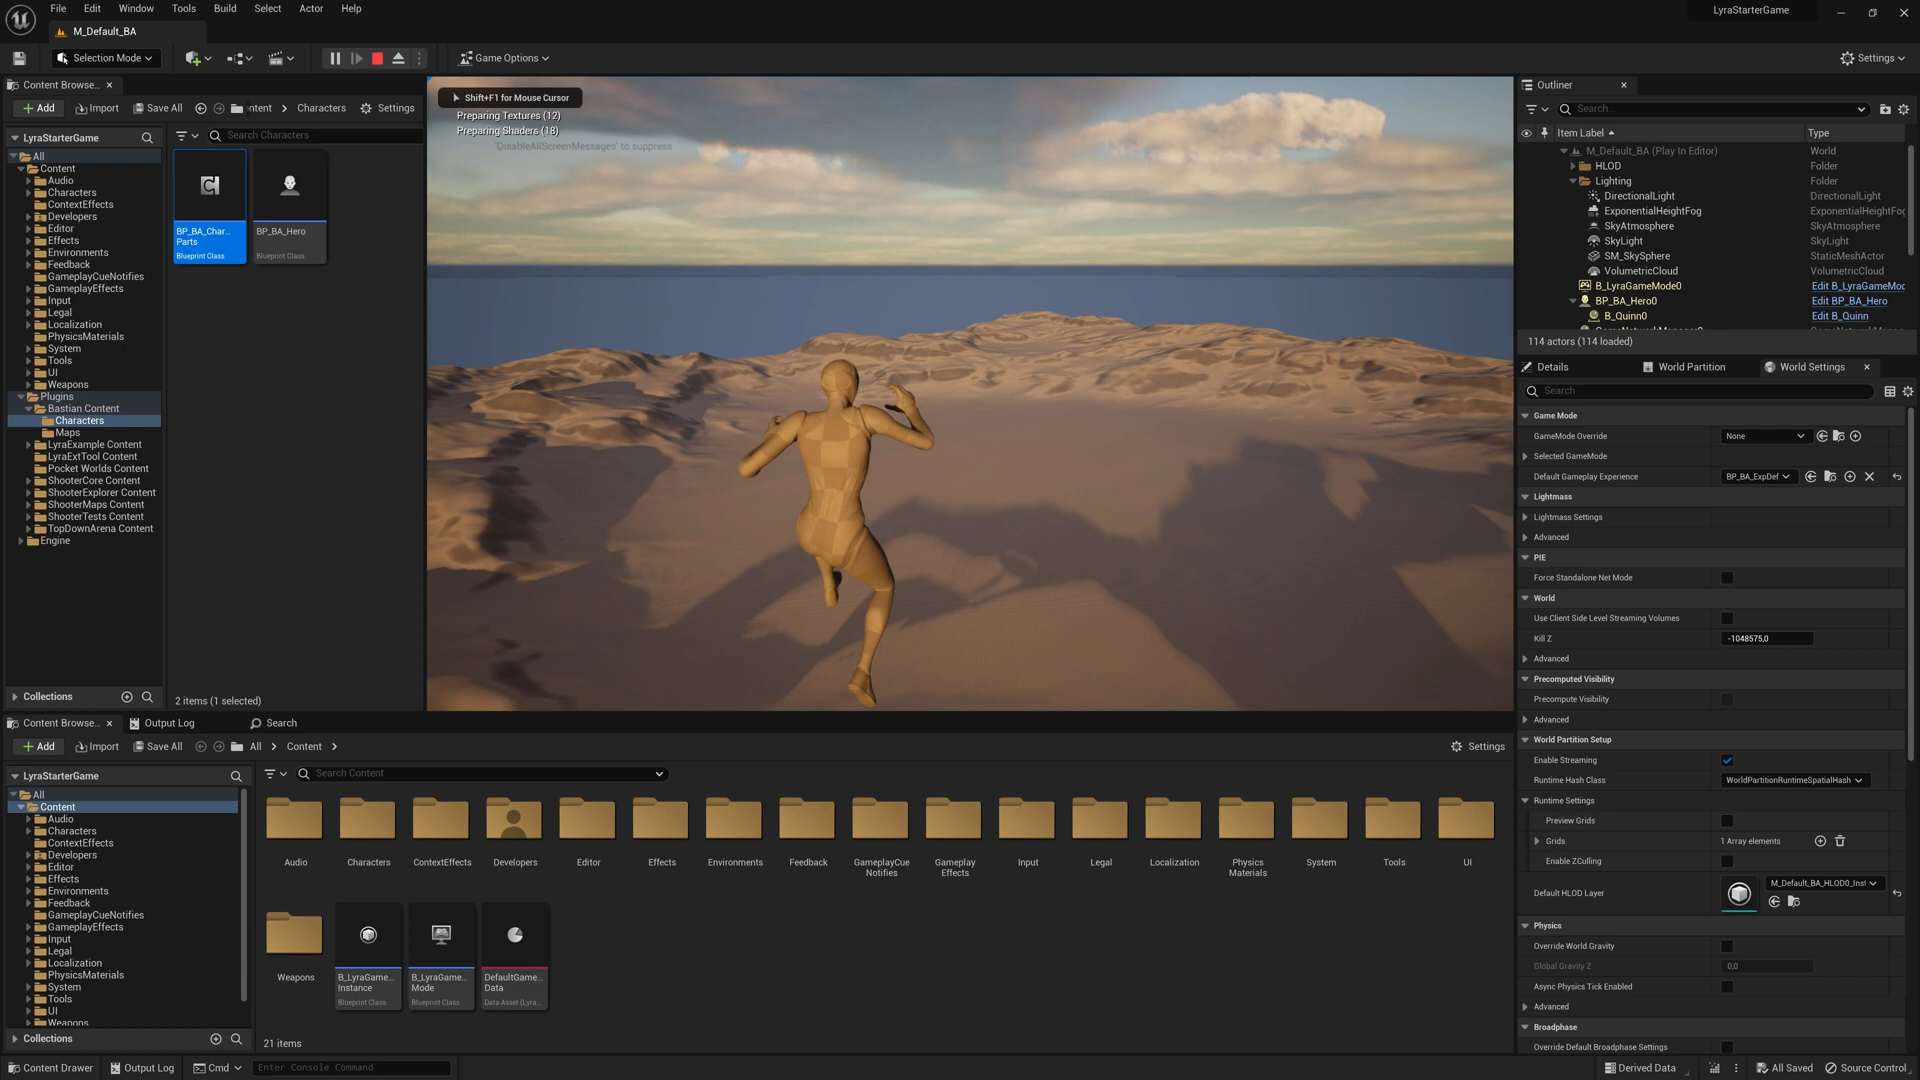 File Edit Window Tools Build Select Actor Help
LyraStarterGame
M_Default_BA
Selection Mode
Game Options
Settings
Content Browse...
Add Import Save All ntent > Characters Settings
LyraStarterGame
Search Characters
All
Content
Audio
Characters
ContextEffects
Developers
Editor
Effects
Environments
Feedback
GameplayCueNotifies
GameplayEffects
Input
Legal
Localization
PhysicsMaterials
System
Tools
UI
Weapons
Plugins
Bastian Content
Characters
Maps
LyraExample Content
LyraExtTool Content
Pocket Worlds Content
ShooterCore Content
ShooterExplorer Content
ShooterMaps Content
ShooterTests Content
TopDownArena Content
Engine
Collections
BP_BA_Char...
Parts
Blueprint Class
BP_BA_Hero
Blueprint Class
2 items (1 selected)
Shift+F1 for Mouse Cursor
Preparing Textures (12)
Preparing Shaders (18)
'DisableAllScreenMessages' to suppress
Outliner
Search...
Item Label Type
M_Default_BA (Play In Editor) World
HLOD Folder
Lighting Folder
DirectionalLight DirectionalLight
ExponentialHeightFog ExponentialHeightFog
SkyAtmosphere SkyAtmosphere
SkyLight SkyLight
SM_SkySphere StaticMeshActor
VolumetricCloud VolumetricCloud
B_LyraGameMode0 Edit B_LyraGameMod
BP_BA_Hero0 Edit BP_BA_Hero
B_Quinn0 Edit B_Quinn
114 actors (114 loaded)
Details World Partition World Settings
Search
Game Mode
GameMode Override None
Selected GameMode
Default Gameplay Experience BP_BA_ExpDef
Lightmass
Lightmass Settings
Advanced
PIE
Force Standalone Net Mode
World
Use Client Side Level Streaming Volumes
Kill Z -1048575,0
Advanced
Precomputed Visibility
Precompute Visibility
Advanced
World Partition Setup
Enable Streaming
Runtime Hash Class WorldPartitionRuntimeSpatialHash
Runtime Settings
Preview Grids
Grids 1 Array elements
Enable ZCulling
Default HLOD Layer M_Default_BA_HLOD0_Inst
Physics
Override World Gravity
Global Gravity Z 0,0
Async Physics Tick Enabled
Advanced
Broadphase
Override Default Broadphase Settings
Content Browse... Output Log Search
Add Import Save All All > Content > Settings
LyraStarterGame
Search Content
All
Content
Audio
Characters
ContextEffects
Developers
Editor
Effects
Environments
Feedback
GameplayCueNotifies
GameplayEffects
Input
Legal
Localization
PhysicsMaterials
System
Tools
UI
Weapons
Collections
Audio Characters ContextEffects Developers Editor Effects Environments Feedback GameplayCue Gameplay Input Legal Localization Physics System Tools UI
Notifies Effects Materials
Weapons
B_LyraGame...
Instance
Blueprint Class
B_LyraGame...
Mode
Blueprint Class
DefaultGame...
Data
Data Asset (Lyra...
21 items
Content Drawer Output Log Cmd Enter Console Command Derived Data All Saved Source Control